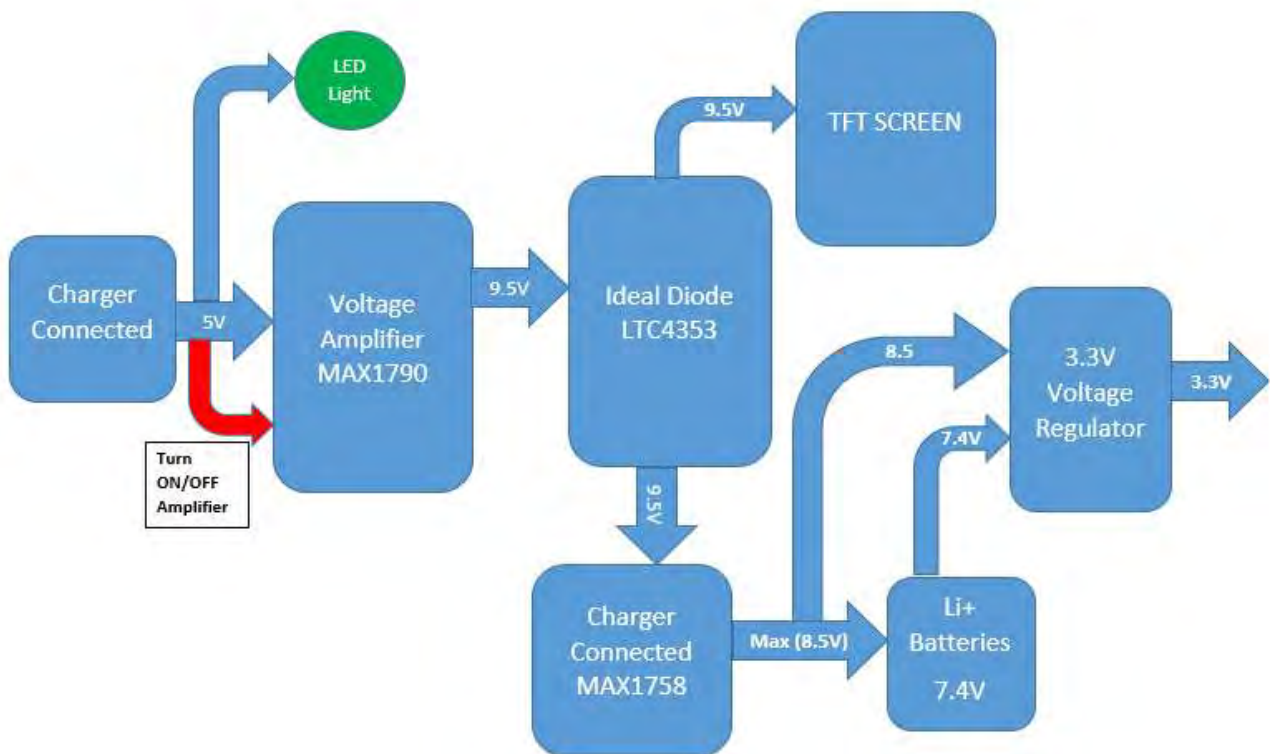 LED
Light
9.5V
TFT SCREEN
Charger
Connected
5V
Voltage
Amplifier
MAX1790
9.5V
Ideal Diode
LTC4353
8.5
3.3V
Voltage
Regulator
3.3V
7.4V
Turn
ON/OFF
Amplifier
9.5V
Charger
Connected
MAX1758
Max (8.5V)
Li+
Batteries
7.4V